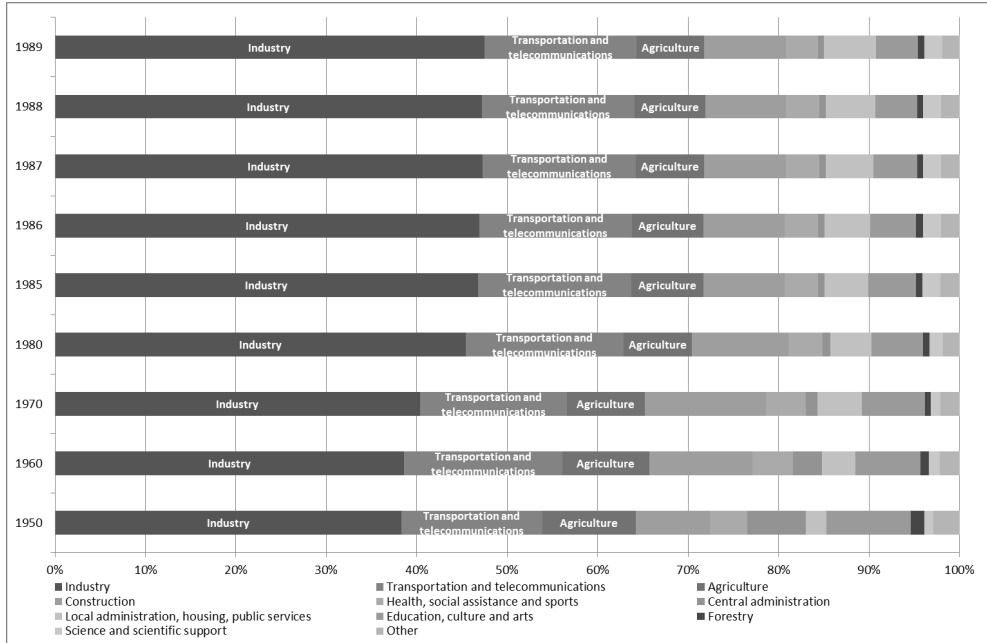 1989
Industry
Transportation and
telecommunications
Agriculture
1988
Industry
Transportation and
telecommunications
Agriculture
1987
Industry
Transportation and
telecommunications
Agriculture
1986
Industry
Transportation and
telecommunications
Agriculture
1985
Industry
Transportation and
telecommunications
Agriculture
1980
Industry
Transportation and
telecommunications
Agriculture
1970
Industry
Transportation and
telecommunications
Agriculture
1960
Industry
Transportation and
telecommunications
Agriculture
1950
Industry
Transportation and
telecommunications
Agriculture
0% 10% 20% 30% 40% 50% 60% 70% 80% 90% 100%
Industry Transportation and telecommunications Agriculture
Construction Health, social assistance and sports Central administration
Local administration, housing, public services Education, culture and arts Forestry
Science and scientific support Other